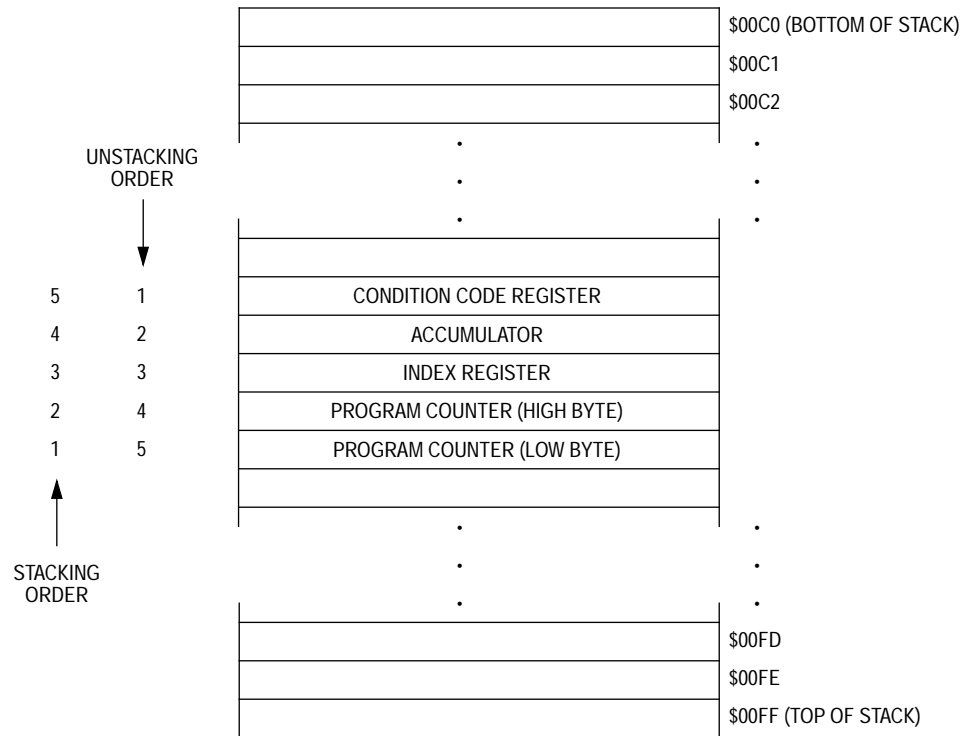 $00C0 (BOTTOM OF STACK)
$00C1
$00C2
UNSTACKING
ORDER
5 1 CONDITION CODE REGISTER
4 2 ACCUMULATOR
3 3 INDEX REGISTER
2 4 PROGRAM COUNTER (HIGH BYTE)
1 5 PROGRAM COUNTER (LOW BYTE)
STACKING
ORDER
$00FD
$00FE
$00FF (TOP OF STACK)